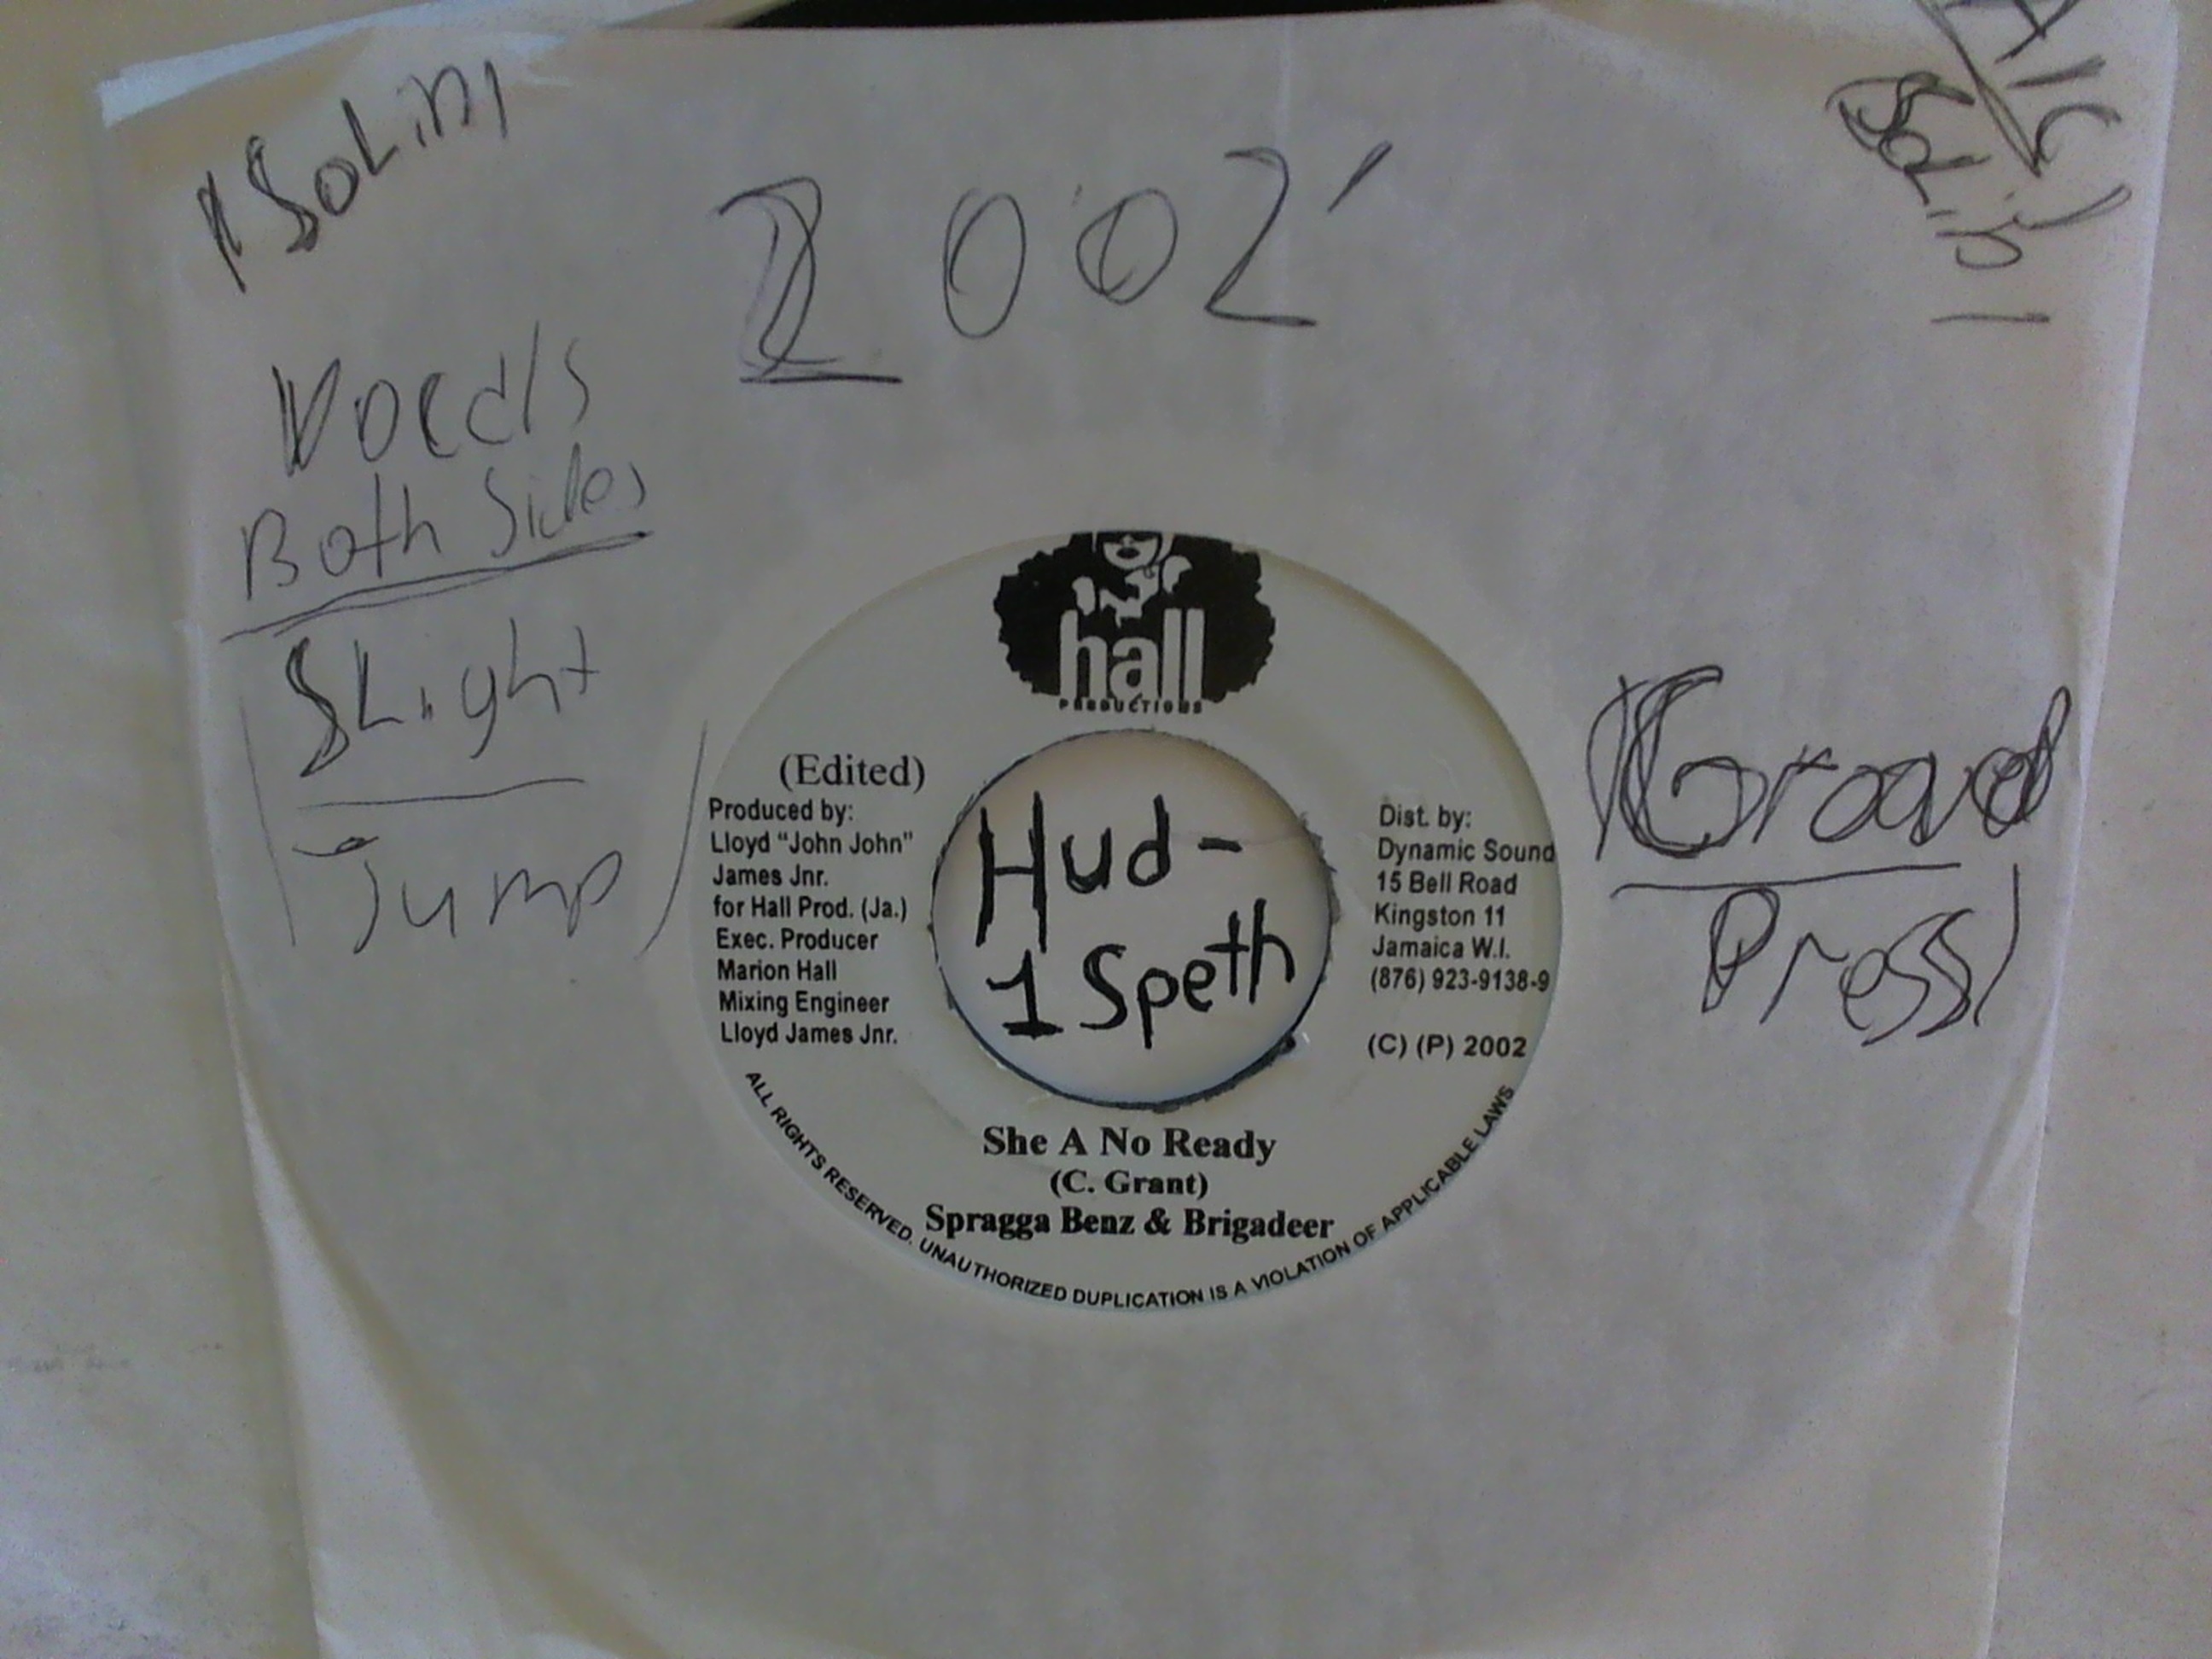 2002
Vocals
Both Sides
Slight
Jump
Press
hall
PRODUCTIONS
(Edited)
Produced by:
Lloyd "John John"
James Jnr.
for Hall Prod. (Ja.)
Exec. Producer
Marion Hall
Mixing Engineer
Lloyd James Jnr.
Hud-
1 Speth
Dist. by:
Dynamic Sound
15 Bell Road
Kingston 11
Jamaica W.I.
(876) 923-9138-9
(C) (P) 2002
She A No Ready
(C. Grant)
Spragga Benz & Brigadeer
ALL RIGHTS RESERVED. UNAUTHORIZED DUPLICATION IS A VIOLATION OF APPLICABLE LAWS